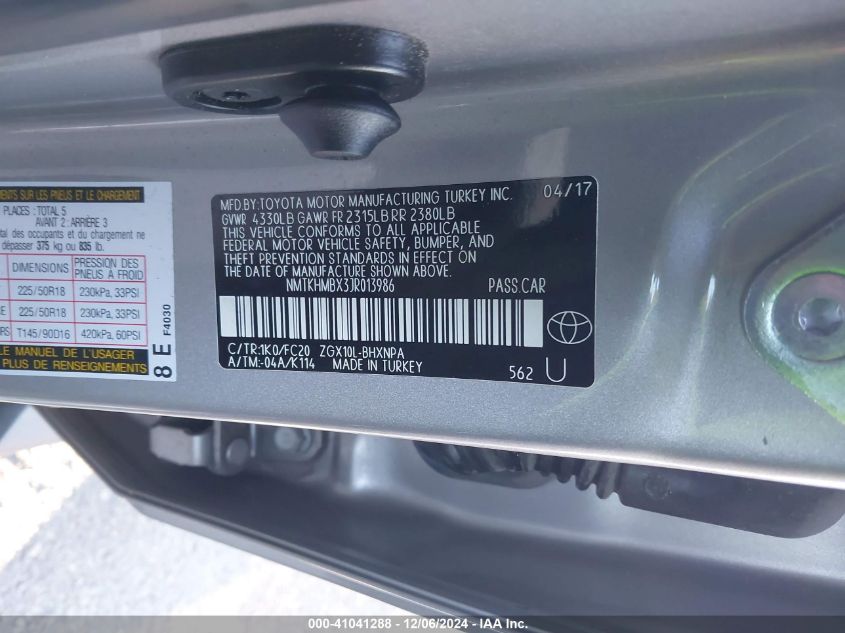 EMENTS SUR LES PNEUS ET LE CHARGEMENT
PLACES : TOTAL 5
AVANT 2 : ARRIÈRE 3
tal des occupants et du chargement ne
dépasser 375 kg ou 835 lb.
DIMENSIONS PRESSION DES PNEUS A FROID
225/50R18 230kPa, 33PSI
225/50R18 230kPa, 33PSI
T145/90D16 420kPa, 60PSI
LE MANUEL DE L'USAGER
PLUS DE RENSEIGNEMENTS
8 E F4030
MFD.BY:TOYOTA MOTOR MANUFACTURING TURKEY INC. 04/17
GVWR 4330LB GAWR FR 2315LB RR 2380LB
THIS VEHICLE CONFORMS TO ALL APPLICABLE
FEDERAL MOTOR VEHICLE SAFETY, BUMPER, AND
THEFT PREVENTION STANDARDS IN EFFECT ON
THE DATE OF MANUFACTURE SHOWN ABOVE.
NMTKHMBX3JR013986 PASS.CAR
C/TR:1K0/FC20 ZGX10L-BHXNPA
A/TM:-04A/K114 MADE IN TURKEY
562 U
000-41041288 - 12/06/2024 - IAA, Inc.